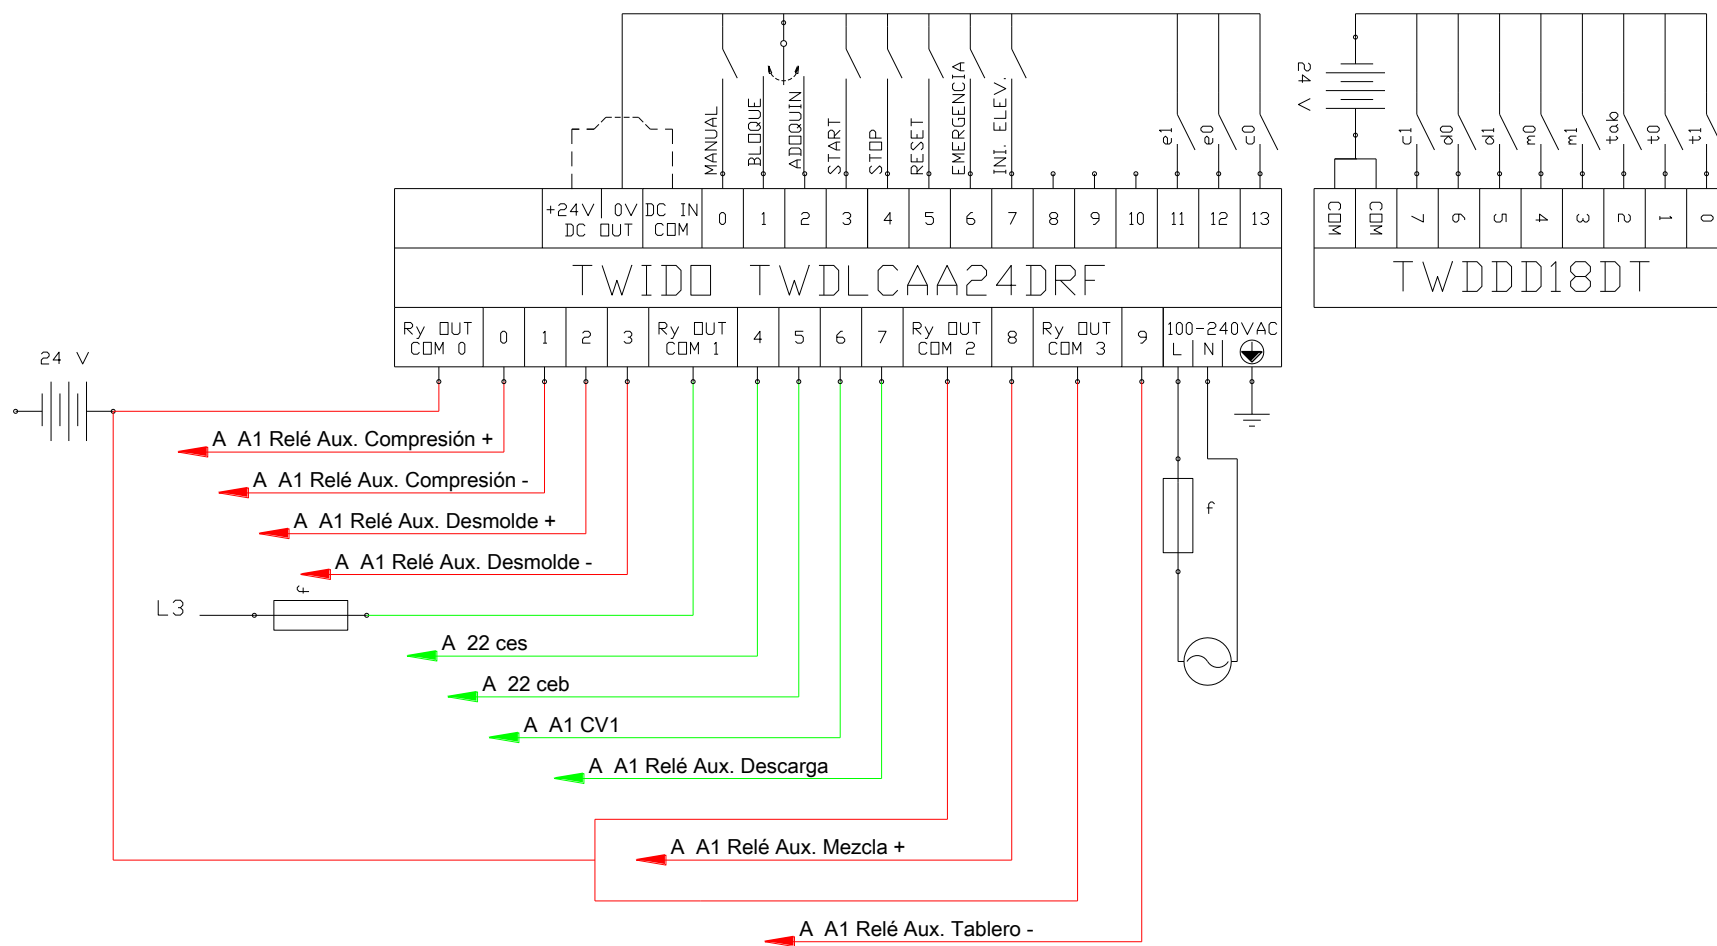 MANUAL
BLOQUE
ADOQUIN
START
STOP
RESET
EMERGENCIA
INI. ELEV.
e1
e0
c0
24 V
c1
d0
d1
m0
m1
tab
t0
t1
+24V 0V
DC OUT
DC IN
COM
0 1 2 3 4 5 6 7 8 9 10 11 12 13
COM COM 7 6 5 4 3 2 1 0
TWIDO TWDLCAA24DRF
TWDDD18DT
Ry OUT
COM 0
0 1 2 3
Ry OUT
COM 1
4 5 6 7
Ry OUT
COM 2
8
Ry OUT
COM 3
9
100-240VAC
L N
24 V
A A1 Relé Aux. Compresión +
A A1 Relé Aux. Compresión -
A A1 Relé Aux. Desmolde +
A A1 Relé Aux. Desmolde -
f
f
L3
A 22 ces
A 22 ceb
A A1 CV1
A A1 Relé Aux. Descarga
A A1 Relé Aux. Mezcla +
A A1 Relé Aux. Tablero -